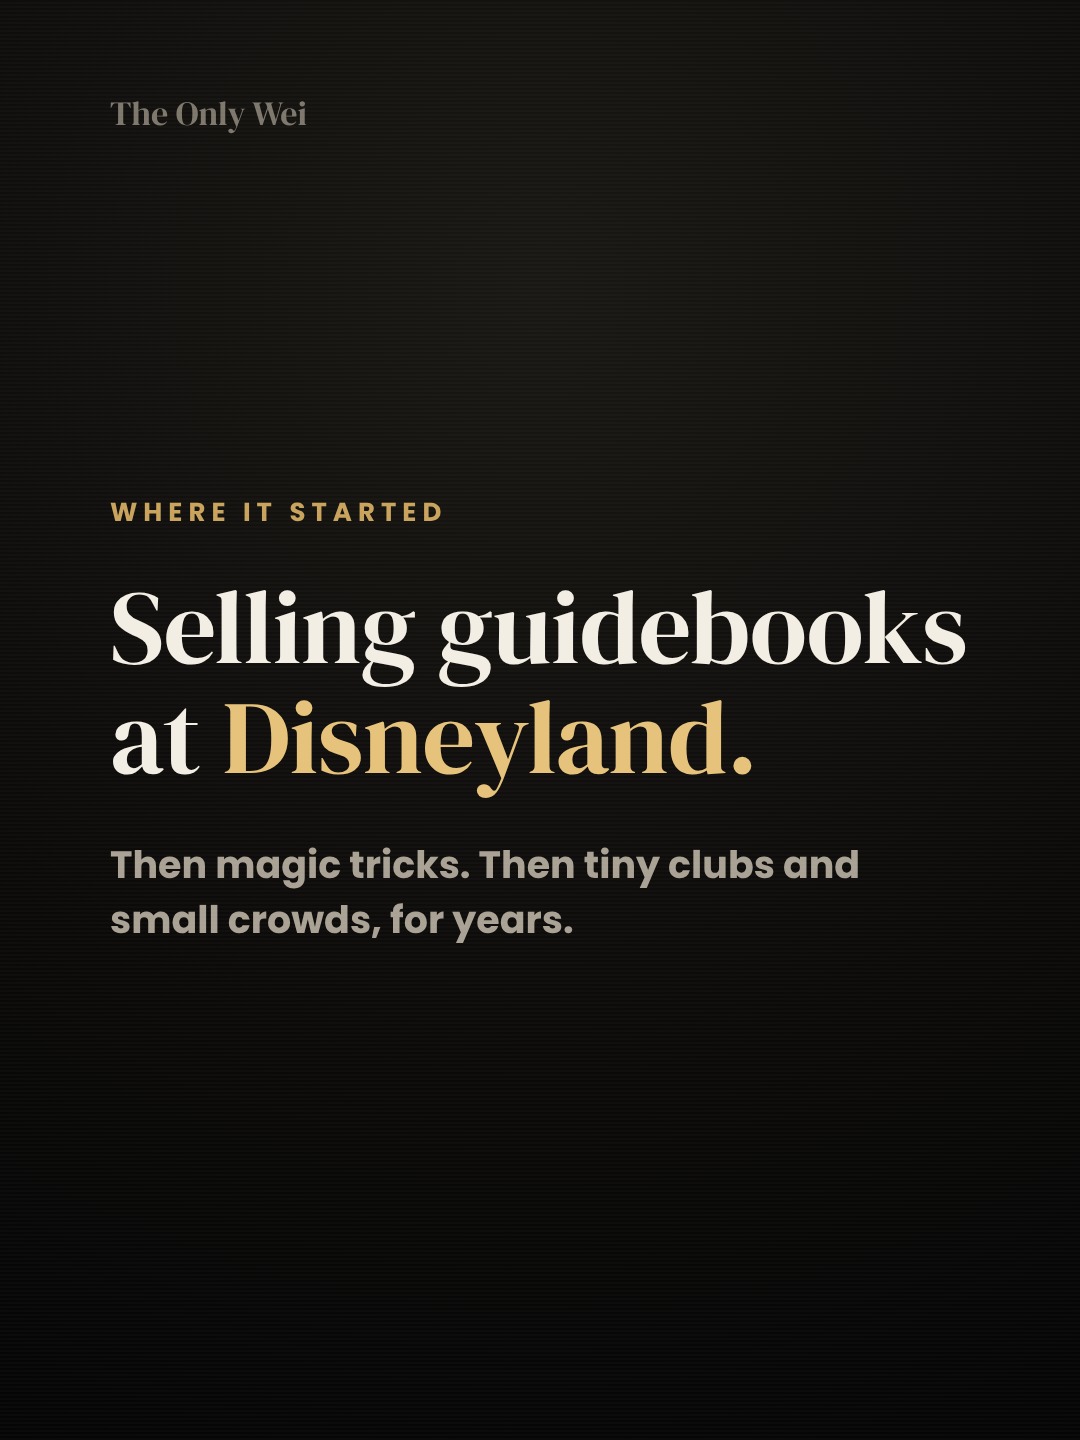 The Only Wei
WHERE IT STARTED
Selling guidebooks
at Disneyland.
Then magic tricks. Then tiny clubs and
small crowds, for years.